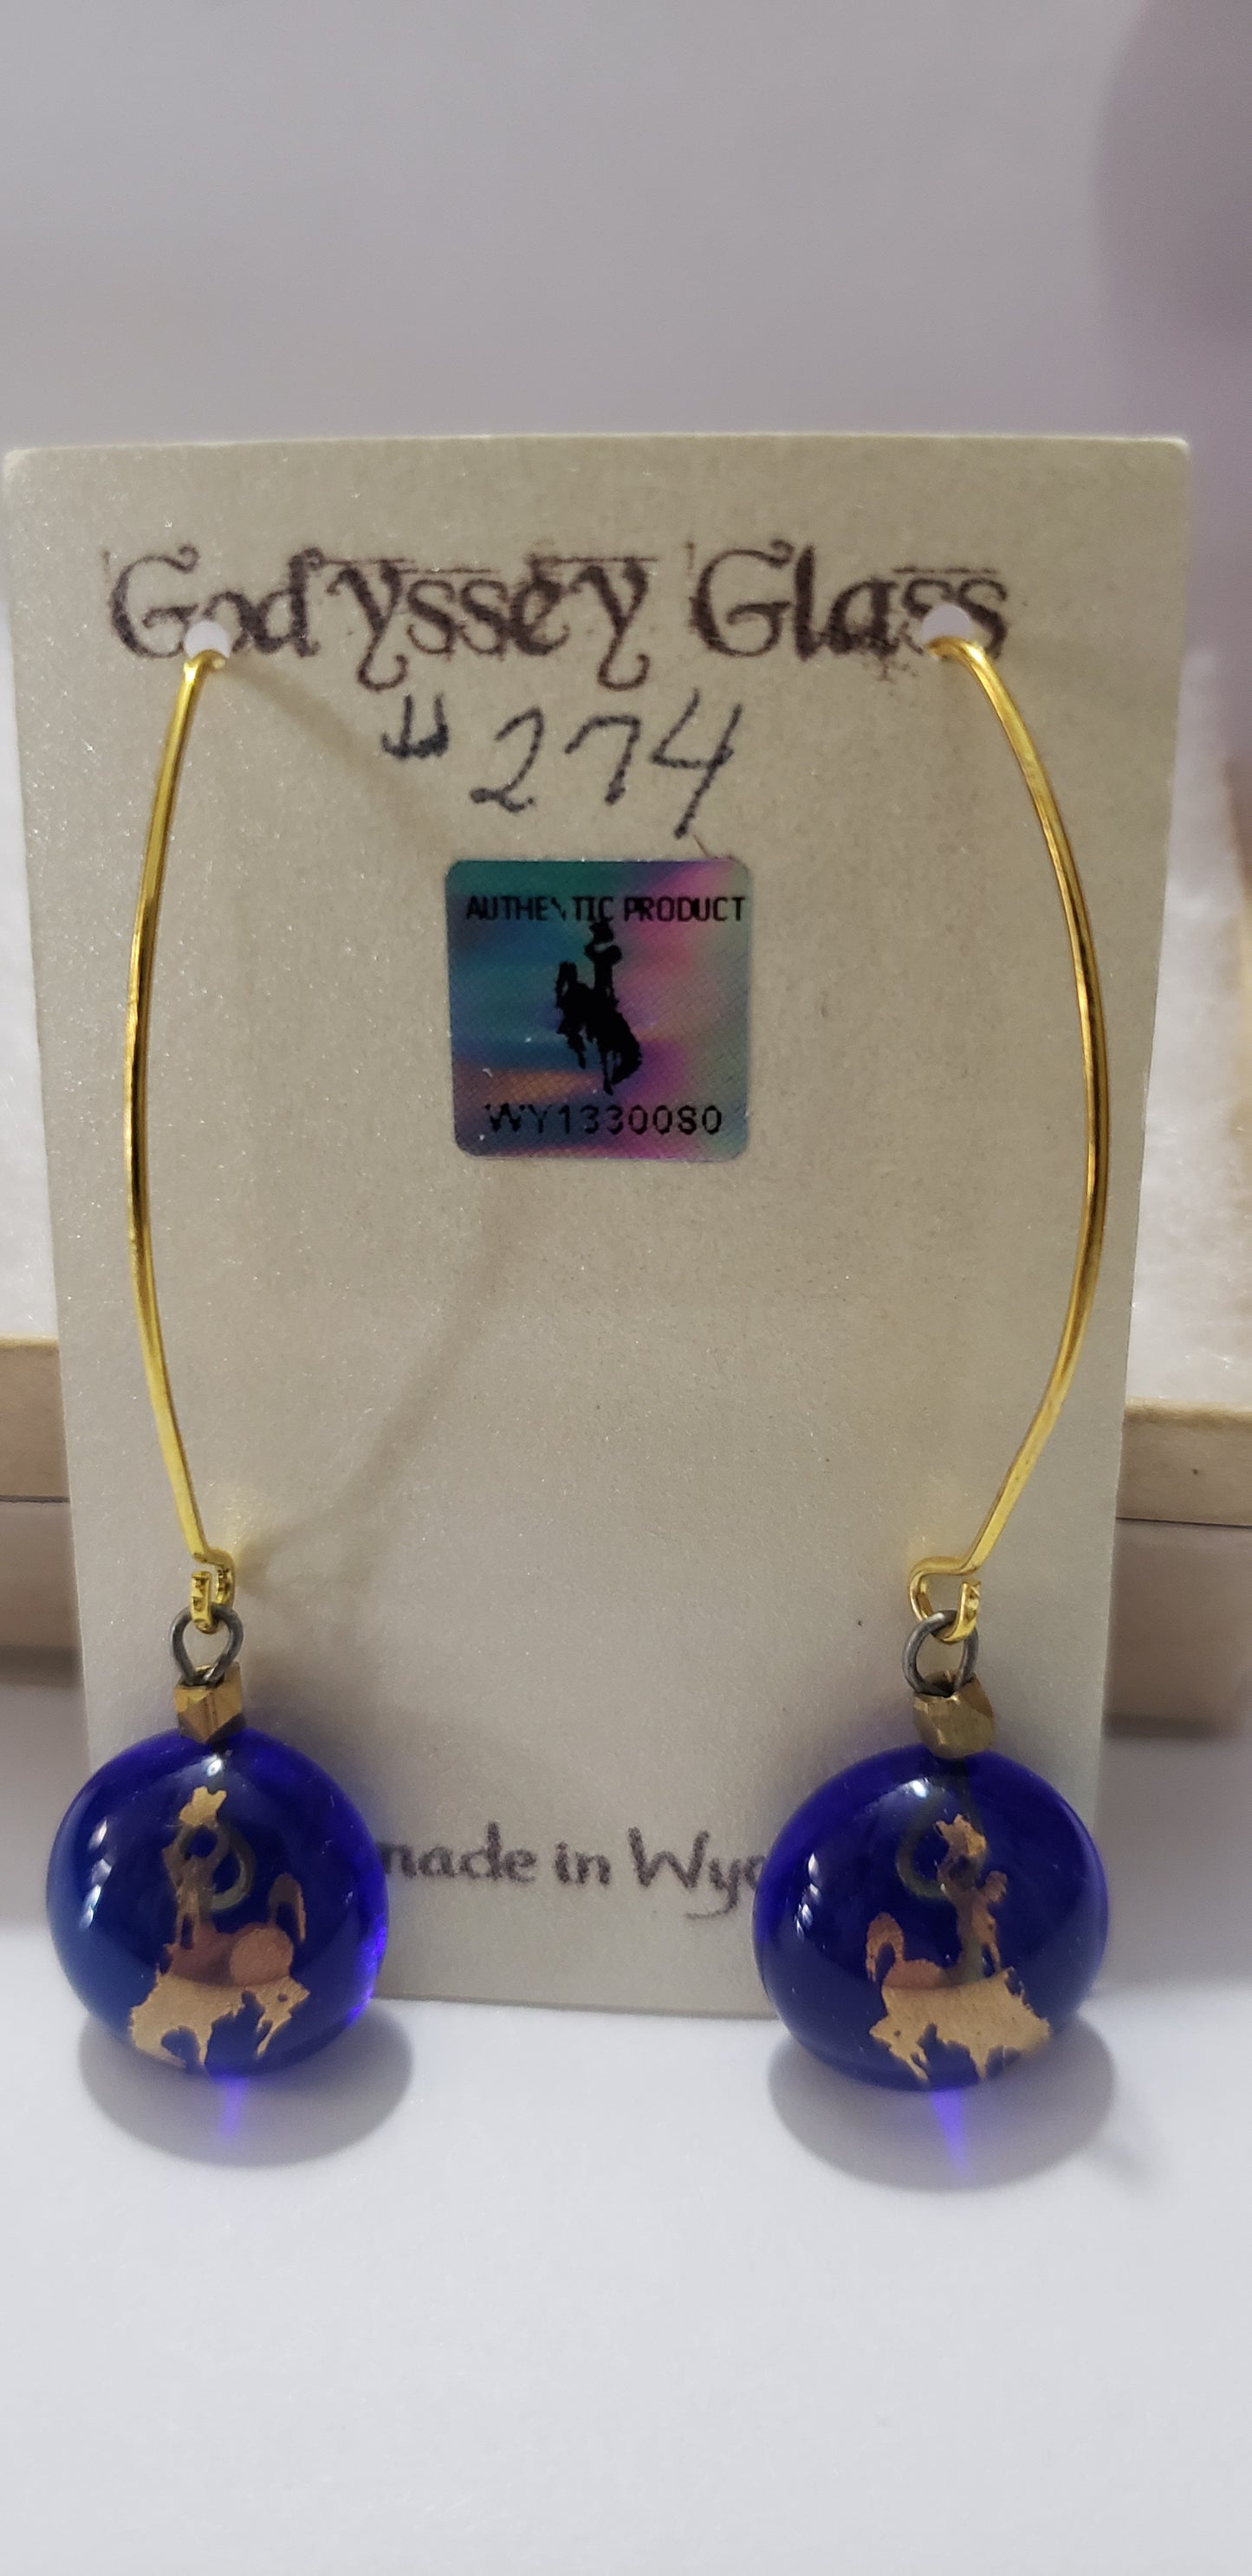 Godyssey Glass
#274
AUTHENTIC PRODUCT
WY1330080
made in